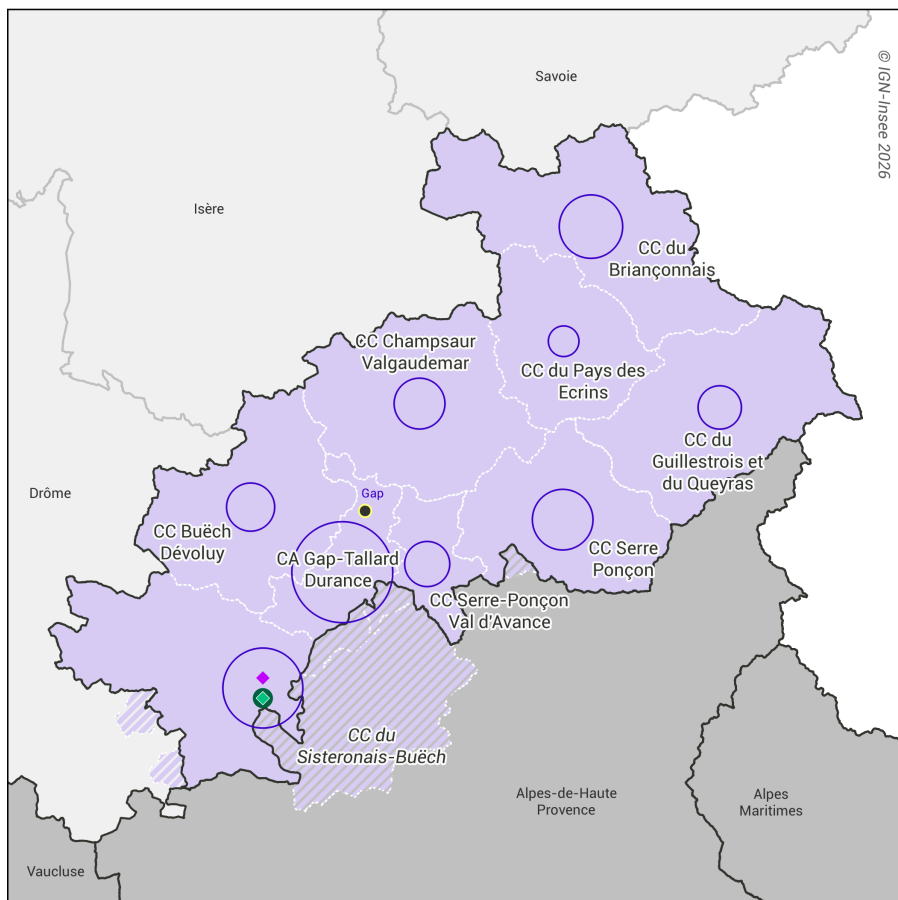 Savoie
© IGN-Insee 2026
Isère
CC du
Briançonnais
CC Champsaur
Valgaudemar
CC du Pays des
Ecrins
CC du
Guillestrois et
du Queyras
Drôme
Gap
CC Buëch
Dévoluy
CA Gap-Tallard
Durance
CC Serre
Ponçon
CC Serre-Ponçon
Val d'Avance
CC du
Sisteronais-Buëch
Alpes-de-Haute
Provence
Alpes
Maritimes
Vaucluse